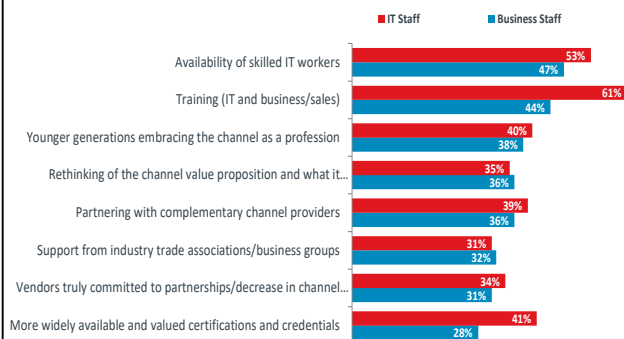 IT Staff Business Staff
Availability of skilled IT workers 53%
47%
Training (IT and business/sales) 61%
44%
Younger generations embracing the channel as a profession 40%
38%
Rethinking of the channel value proposition and what it… 35%
36%
Partnering with complementary channel providers 39%
36%
Support from industry trade associations/business groups 31%
32%
Vendors truly committed to partnerships/decrease in channel… 34%
31%
More widely available and valued certifications and credentials 41%
28%